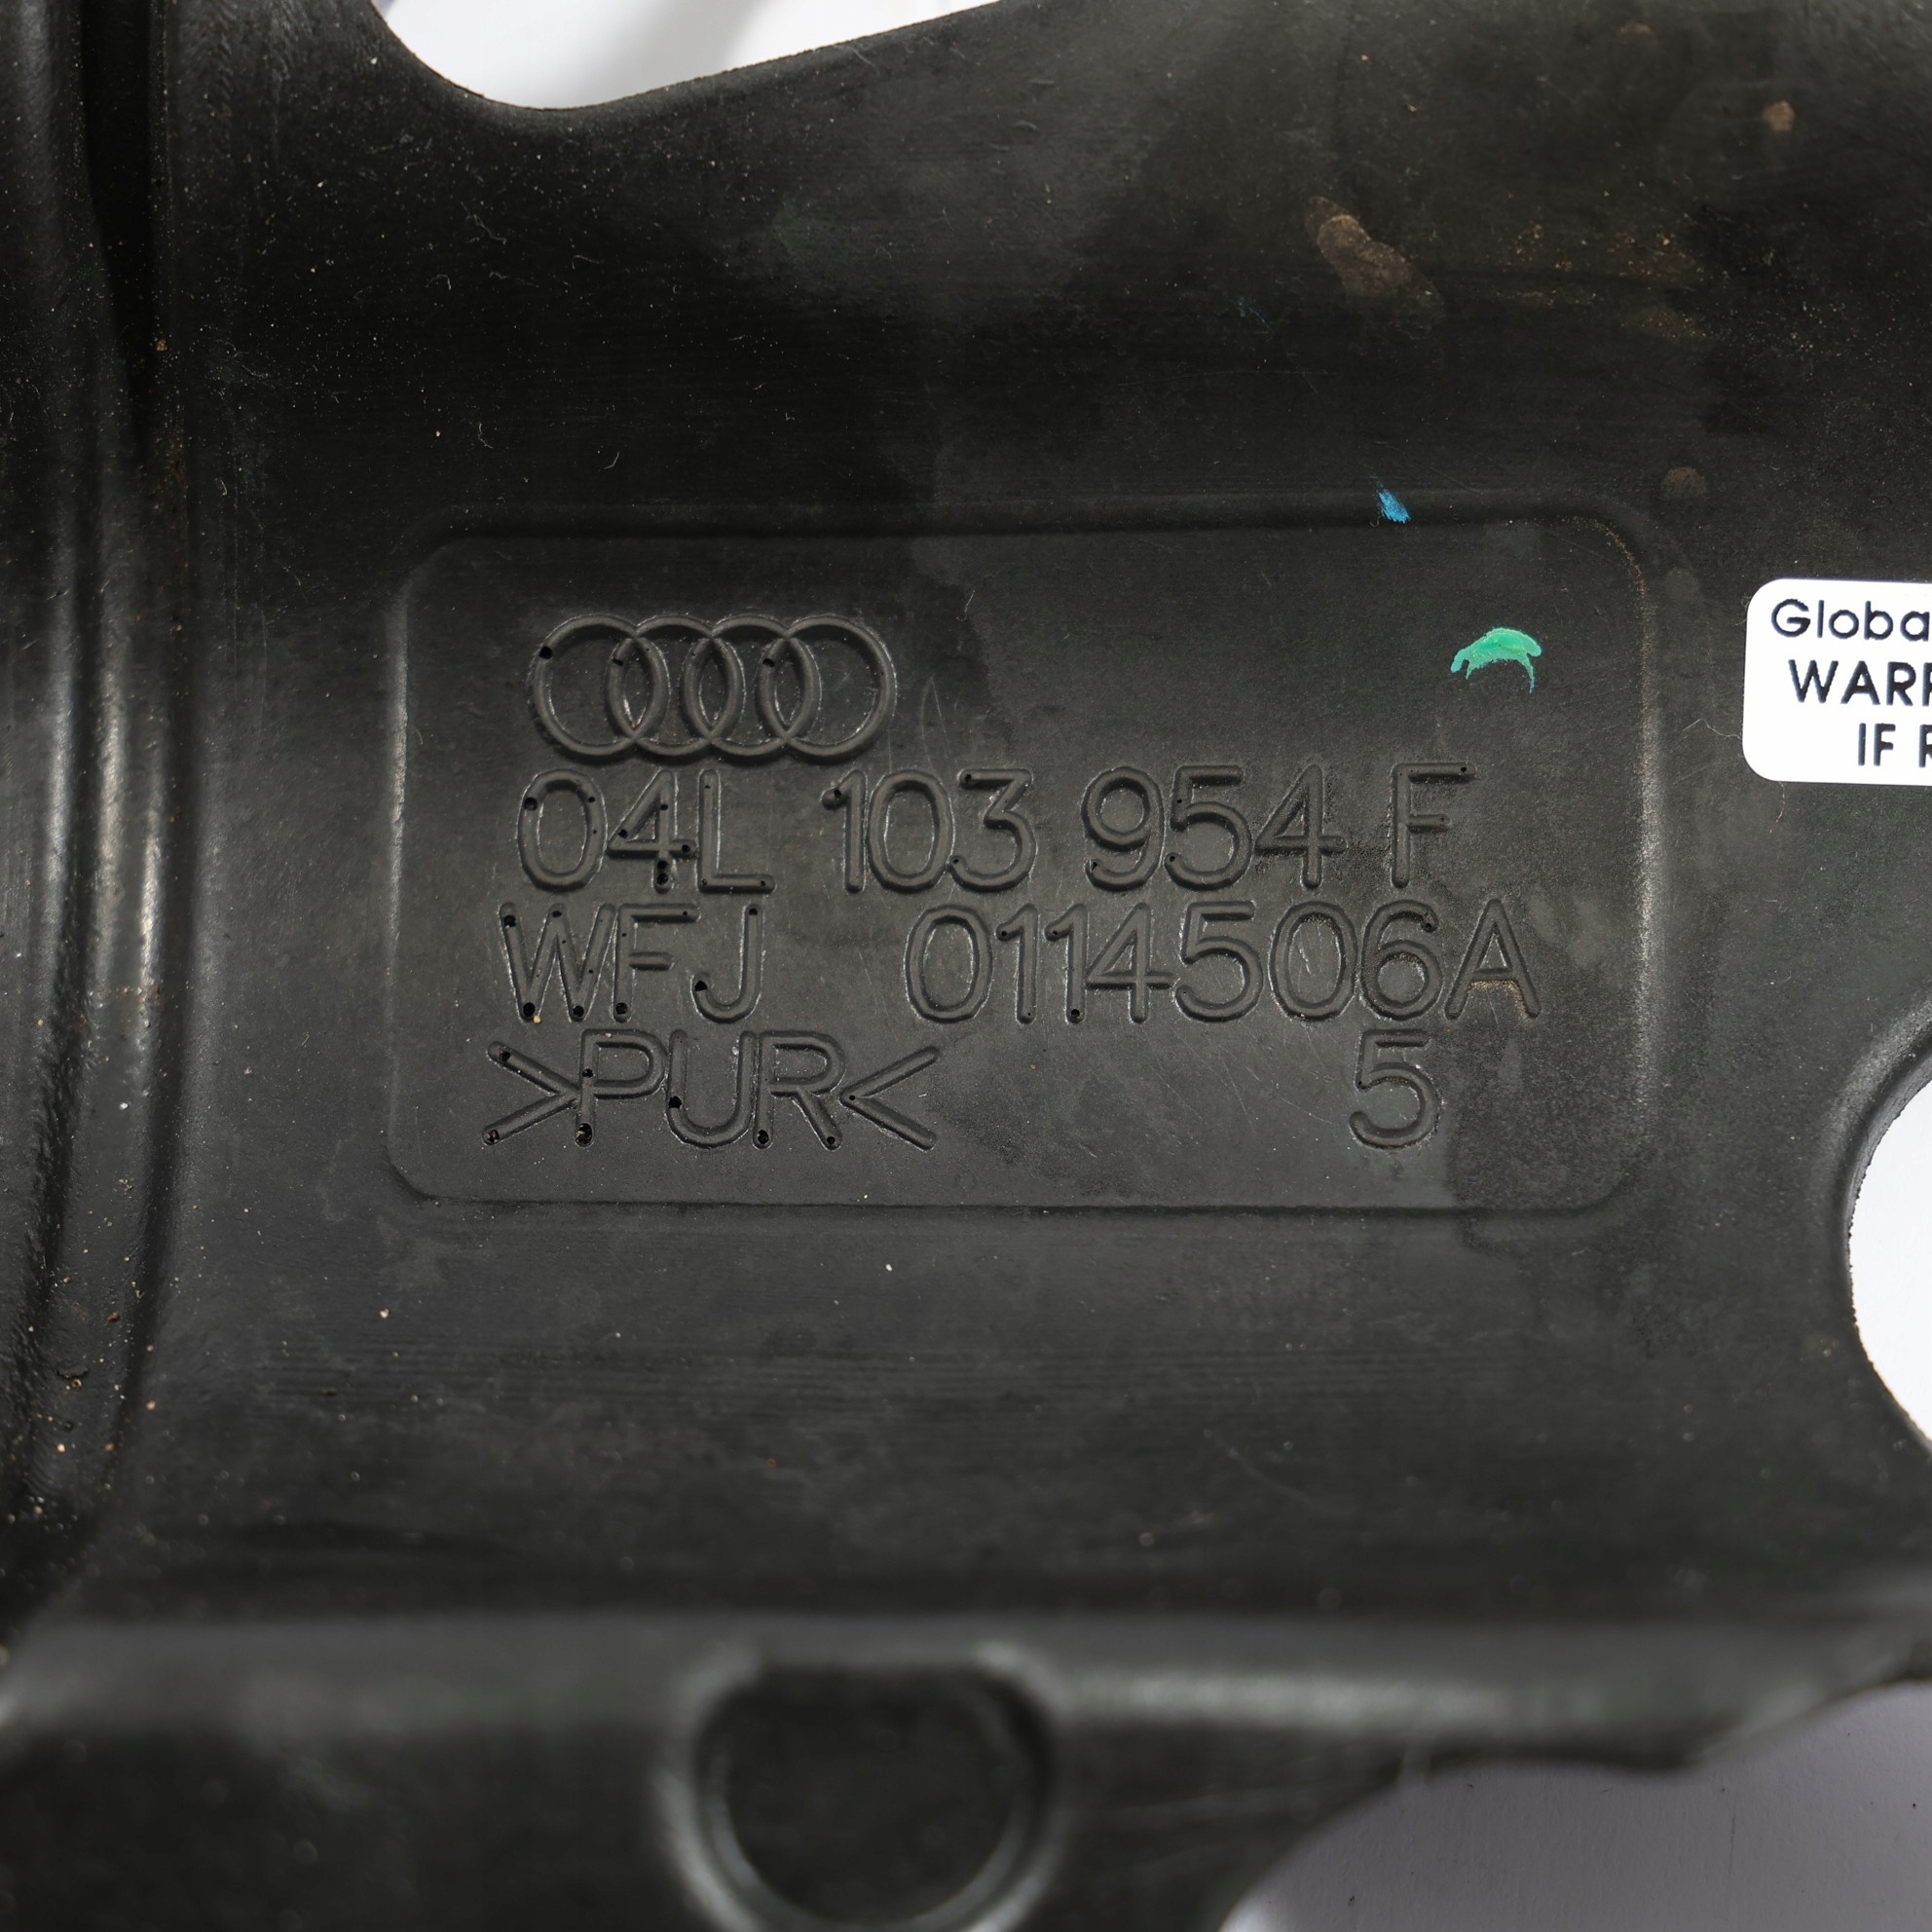 04L 103 954 F
WFJ 0114506A
>PUR< 5
Globa
WARR
IF R